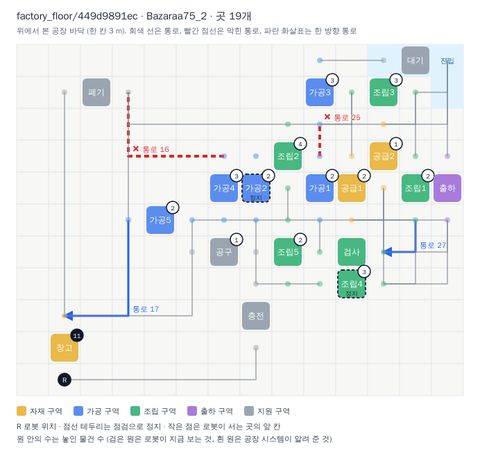 factory_floor/449d9891ec · Bazaraa75_2 · 곳 19개
위에서 본 공장 바닥 (한 칸 3 m). 회색 선은 통로, 빨간 점선은 막힌 통로, 파란 화살표는 한 방향 통로
대기
진입
폐기
가공3
3
조립3
3
✕ 통로 25
✕ 통로 16
조립2
4
공급2
1
가공4
3
가공2
2
정지
가공1
2
공급1
2
조립1
2
출하
가공5
2
공구
1
조립5
2
검사
통로 27
조립4
3
정지
통로 17
충전
창고
11
R
자재 구역
가공 구역
조립 구역
출하 구역
지원 구역
R 로봇 위치 · 점선 테두리는 점검으로 정지 · 작은 점은 로봇이 서는 곳의 앞 칸
원 안의 수는 놓인 물건 수 (검은 원은 로봇이 지금 보는 것, 흰 원은 공장 시스템이 알려 준 것)